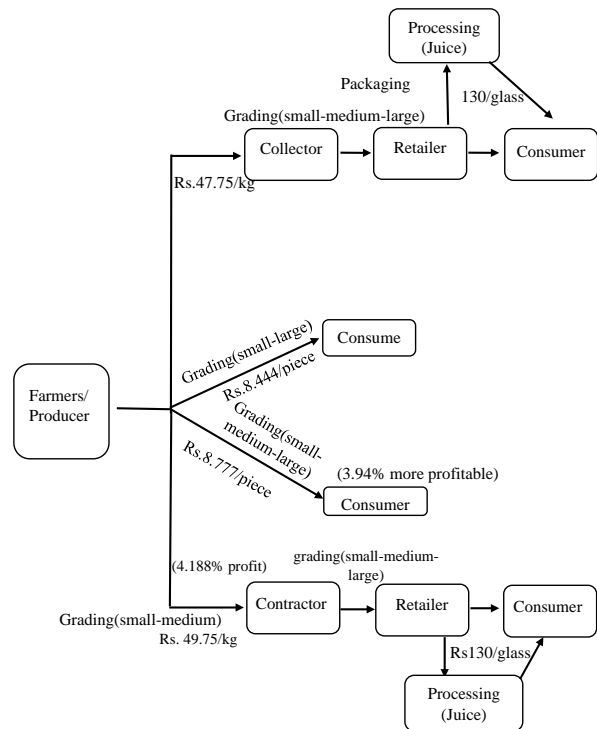 Processing
(Juice)
Packaging
130/glass
Grading(small-medium-large)
Collector
Retailer
Consumer
Rs.47.75/kg
Grading(small-large)
Consume
Rs.8.444/piece
Farmers/
Producer
Grading(small-
medium-large)
Rs.8.777/piece
(3.94% more profitable)
Consumer
(4.188% profit)
grading(small-medium-
large)
Contractor
Retailer
Consumer
Grading(small-medium)
Rs. 49.75/kg
Rs130/glass
Processing
(Juice)